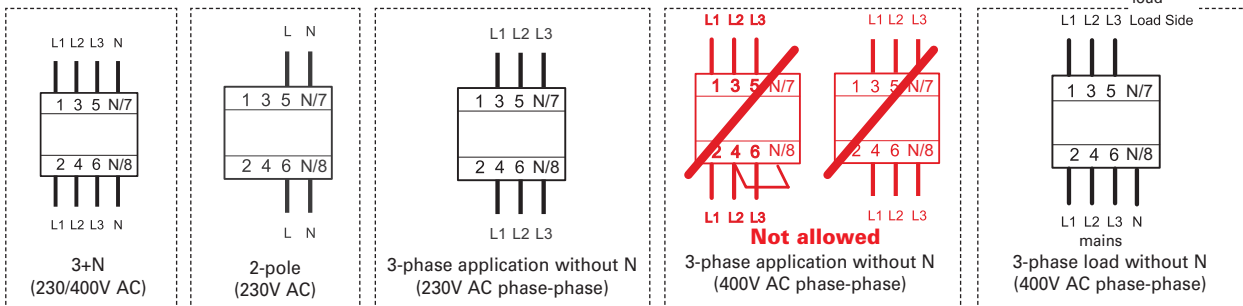 L1 L2 L3 N
1 3 5 N/7
2 4 6 N/8
L1 L2 L3 N
3+N
(230/400V AC)
L N
1 3 5 N/7
2 4 6 N/8
L N
2-pole
(230V AC)
L1 L2 L3
1 3 5 N/7
2 4 6 N/8
L1 L2 L3
3-phase application without N
(230V AC phase-phase)
L1 L2 L3
1 3 5 N/7
2 4 6 N/8
L1 L2 L3
L1 L2 L3
1 3 5 N/7
2 4 6 N/8
L1 L2 L3
Not allowed
3-phase application without N
(400V AC phase-phase)
load
L1 L2 L3 Load Side
1 3 5 N/7
2 4 6 N/8
L1 L2 L3 N
mains
3-phase load without N
(400V AC phase-phase)